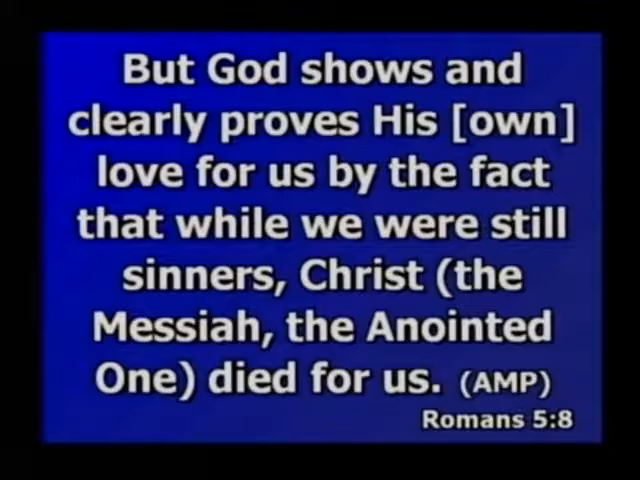 But God shows and
clearly proves His [own]
love for us by the fact
that while we were still
sinners, Christ (the
Messiah, the Anointed
One) died for us. (AMP)
Romans 5:8